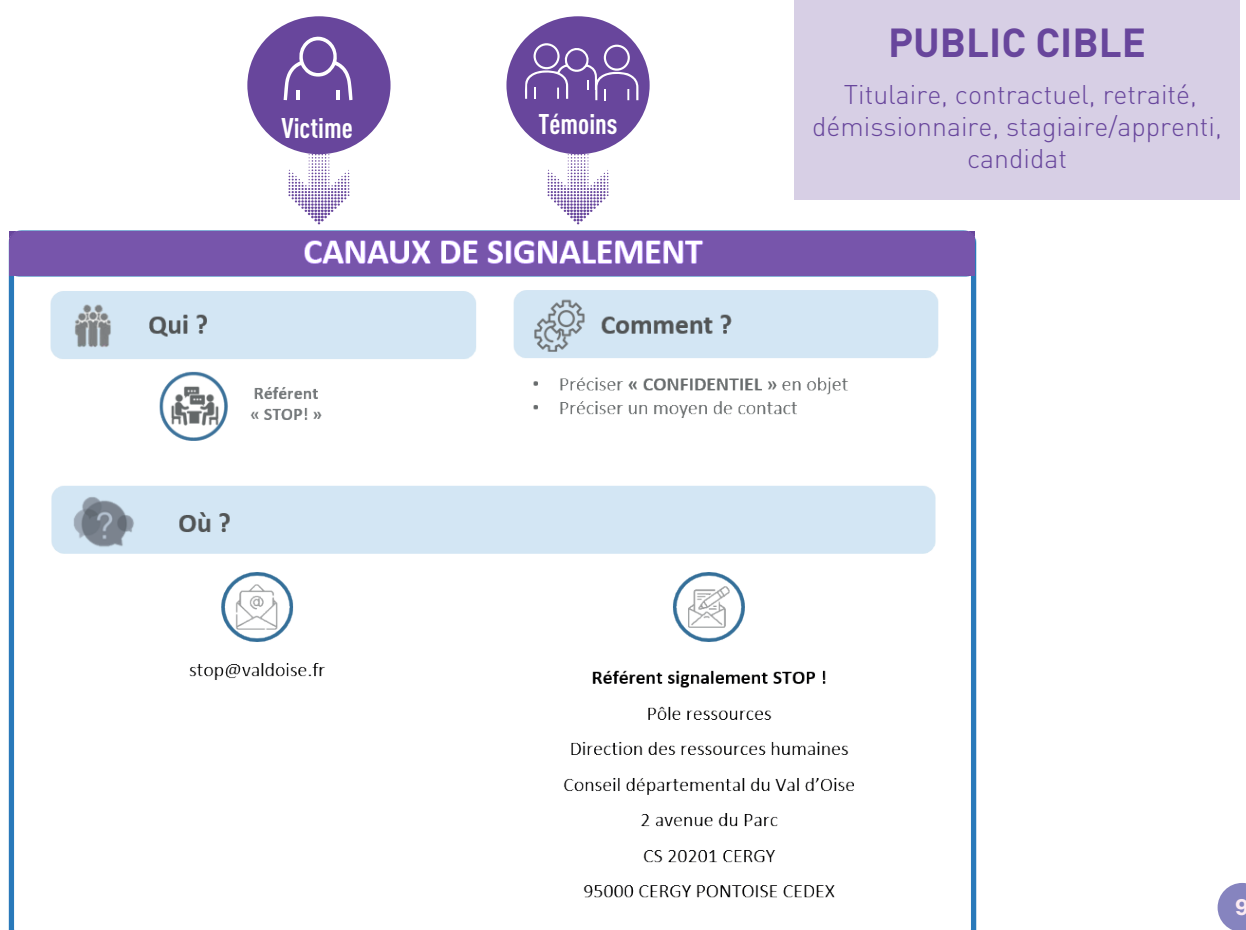 Victime
Témoins
PUBLIC CIBLE
Titulaire, contractuel, retraité,
démissionnaire, stagiaire/apprenti,
candidat
CANAUX DE SIGNALEMENT
Qui ?
Référent
« STOP! »
Comment ?
• Préciser « CONFIDENTIEL » en objet
• Préciser un moyen de contact
?
Où ?
@
stop@valdoise.fr
Référent signalement STOP !
Pôle ressources
Direction des ressources humaines
Conseil départemental du Val d’Oise
2 avenue du Parc
CS 20201 CERGY
95000 CERGY PONTOISE CEDEX
9